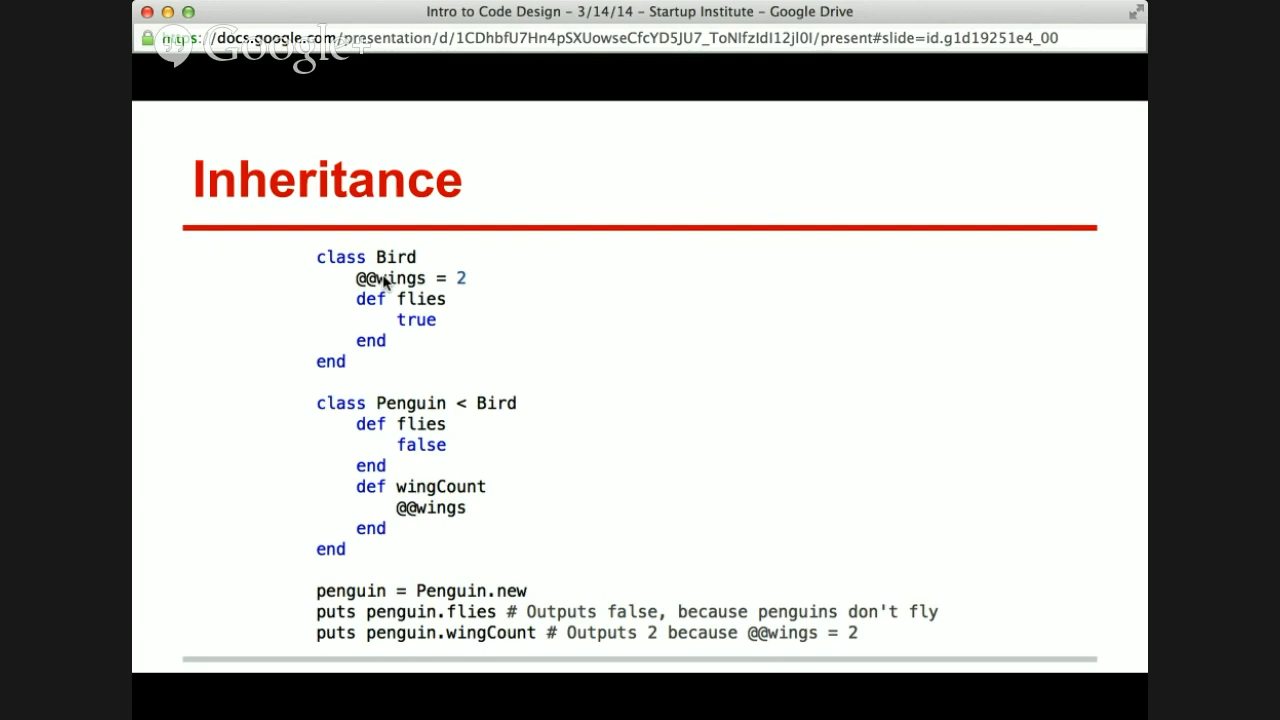 Intro to Code Design – 3/14/14 – Startup Institute – Google Drive
https://docs.google.com/presentation/d/1CDhbfU7Hn4pSXUowseCfcYD5JU7_ToNIfzIdI12jl0I/present#slide=id.g1d19251e4_00
Google+
Inheritance
class Bird
@@wings = 2
def flies
true
end
end
class Penguin < Bird
def flies
false
end
def wingCount
@@wings
end
end
penguin = Penguin.new
puts penguin.flies # Outputs false, because penguins don't fly
puts penguin.wingCount # Outputs 2 because @@wings = 2